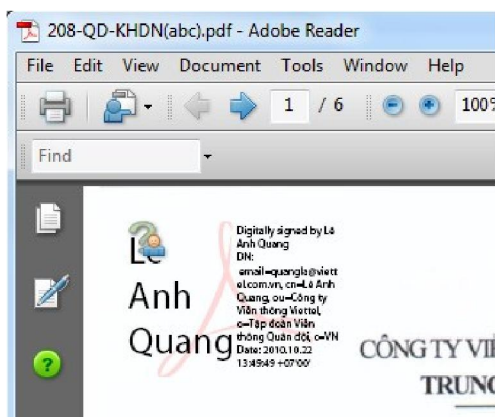 208-QD-KHDN(abc).pdf - Adobe Reader
File Edit View Document Tools Window Help
1 / 6 100%
Find
Lê
Anh
Quang
Digitally signed by Lê
Anh Quang
DN:
email=quangla@viett
el.com.vn, cn=Lê Anh
Quang, ou=Công ty
Viễn thông Viettel,
o=Tập đoàn Viễn
thông Quân đội, c=VN
Date: 2010.10.22
13:49:49 +07'00'
CÔNG TY VIỄ
TRUNG